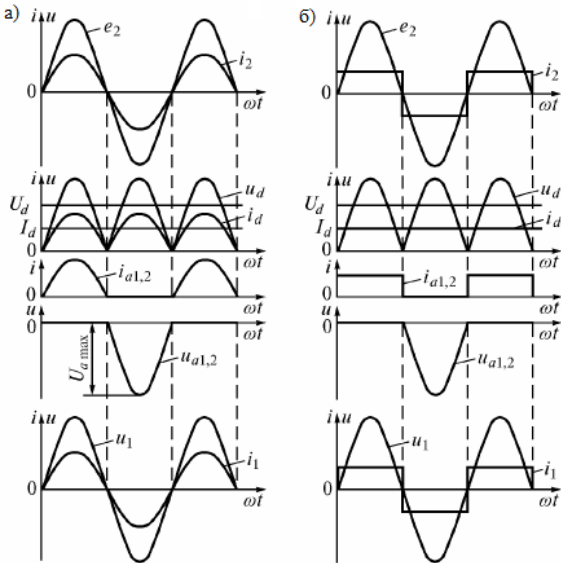 а)
i u
e2
i2
0
ωt
Ud
Id
i u
ud
id
0
ωt
i
ia1,2
0
ωt
u
0
ωt
Ua max
ua1,2
i u
u1
i1
0
ωt
б)
i u
e2
i2
0
ωt
Ud
Id
i u
ud
id
0
ωt
i
ia1,2
0
ωt
u
0
ωt
ua1,2
i u
u1
i1
0
ωt